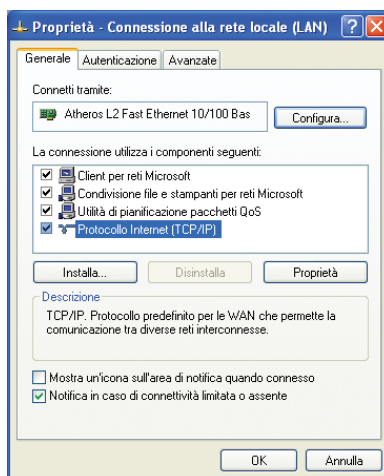 Proprietà - Connessione alla rete locale (LAN)
Generale Autenticazione Avanzate
Connetti tramite:
Atheros L2 Fast Ethernet 10/100 Bas
Configura...
La connessione utilizza i componenti seguenti:
Client per reti Microsoft
Condivisione file e stampanti per reti Microsoft
Utilità di pianificazione pacchetti QoS
Protocollo Internet (TCP/IP)
Installa... Disinstalla Proprietà
Descrizione
TCP/IP. Protocollo predefinito per le WAN che permette la
comunicazione tra diverse reti interconnesse.
Mostra un'icona sull'area di notifica quando connesso
Notifica in caso di connettività limitata o assente
OK Annulla